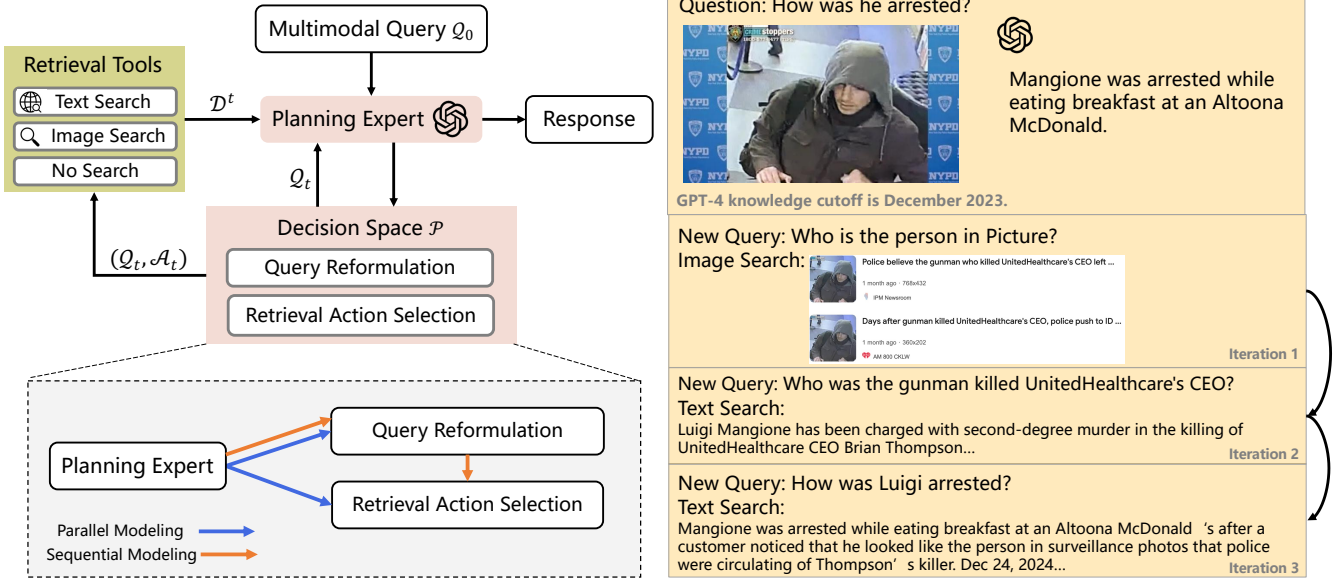 Multimodal Query 𝒬₀
Retrieval Tools
Text Search
Image Search
No Search
𝒟ᵗ
Planning Expert
Response
𝒬ₜ
(𝒬ₜ, 𝒜ₜ)
Decision Space 𝒫
Query Reformulation
Retrieval Action Selection
Planning Expert
Query Reformulation
Retrieval Action Selection
Parallel Modeling
Sequential Modeling
Question: How was he arrested?
CRIME stoppers
NYPD
Mangione was arrested while
eating breakfast at an Altoona
McDonald.
GPT-4 knowledge cutoff is December 2023.
New Query: Who is the person in Picture?
Image Search:
Police believe the gunman who killed UnitedHealthcare's CEO left ...
1 month ago · 768x432
IPM Newsroom
Days after gunman killed UnitedHealthcare's CEO, police push to ID ...
1 month ago · 360x202
AM 800 CKLW
Iteration 1
New Query: Who was the gunman killed UnitedHealthcare's CEO?
Text Search:
Luigi Mangione has been charged with second-degree murder in the killing of
UnitedHealthcare CEO Brian Thompson...
Iteration 2
New Query: How was Luigi arrested?
Text Search:
Mangione was arrested while eating breakfast at an Altoona McDonald ‘s after a
customer noticed that he looked like the person in surveillance photos that police
were circulating of Thompson’ s killer. Dec 24, 2024...
Iteration 3